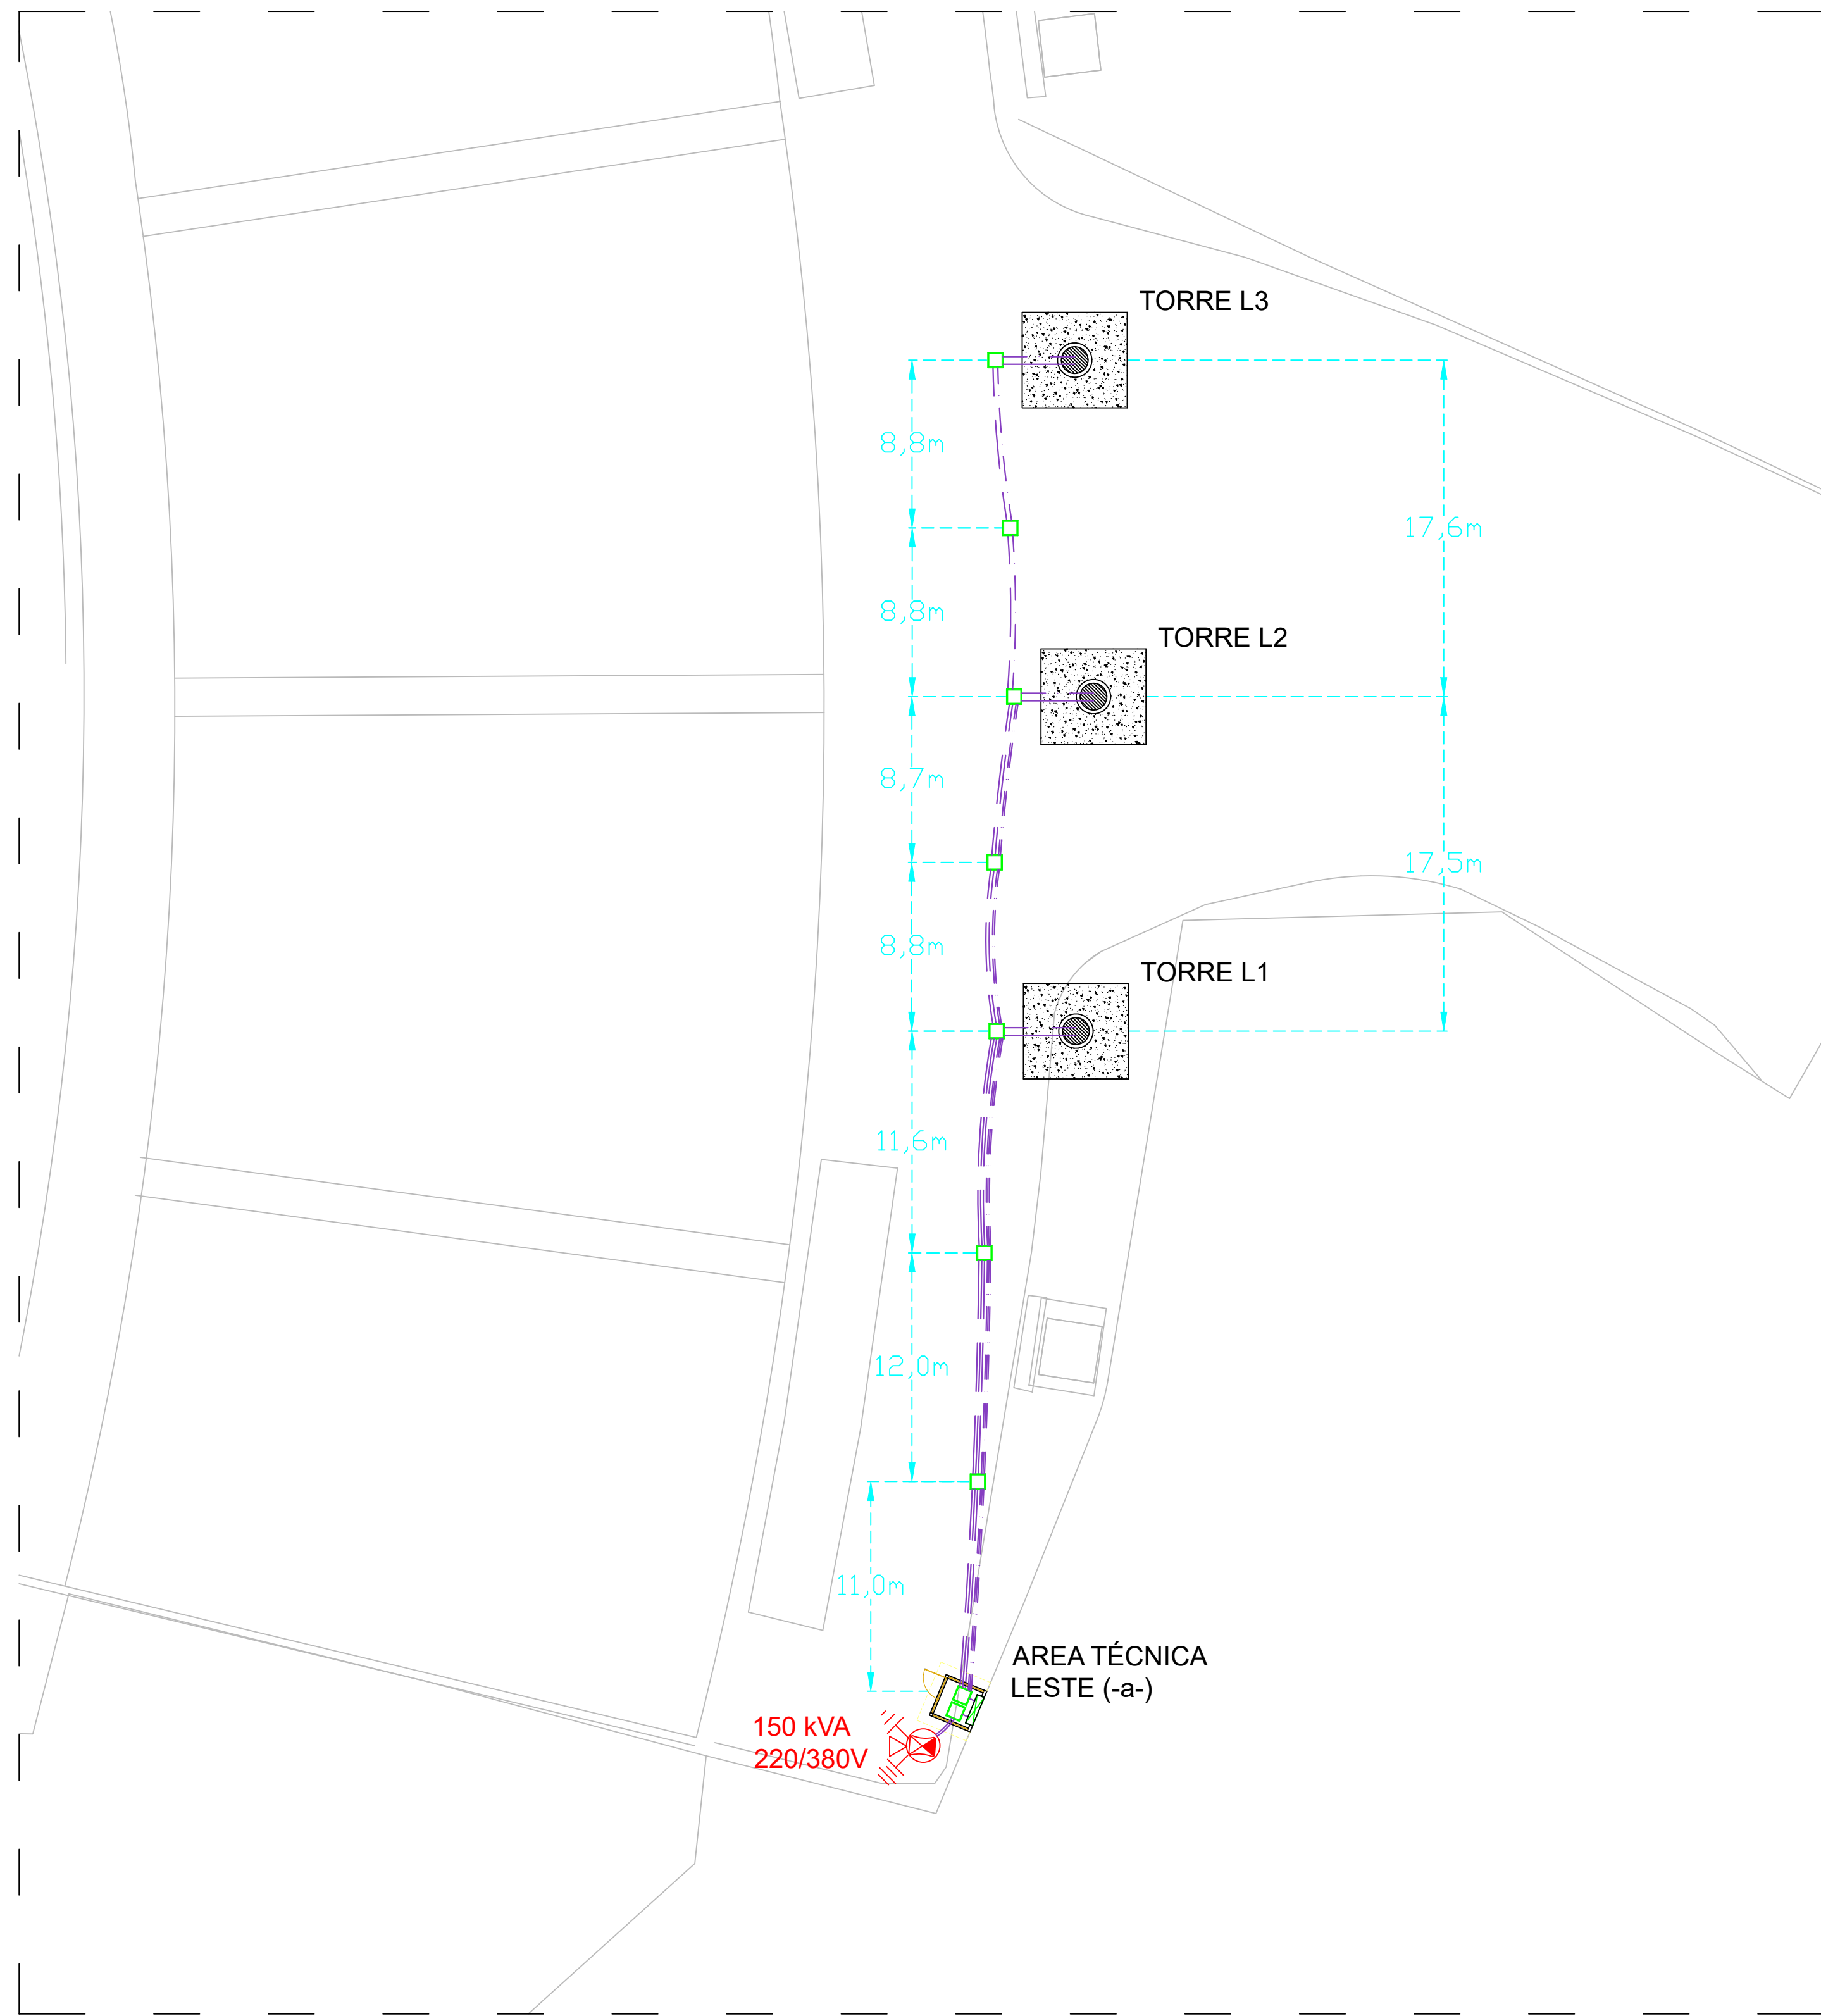 TORRE L3
8,8m
17,6m
8,8m
TORRE L2
8,7m
17,5m
8,8m
TORRE L1
11,6m
12,0m
11,0m
AREA TÉCNICA
LESTE (-a-)
150 kVA
220/380V